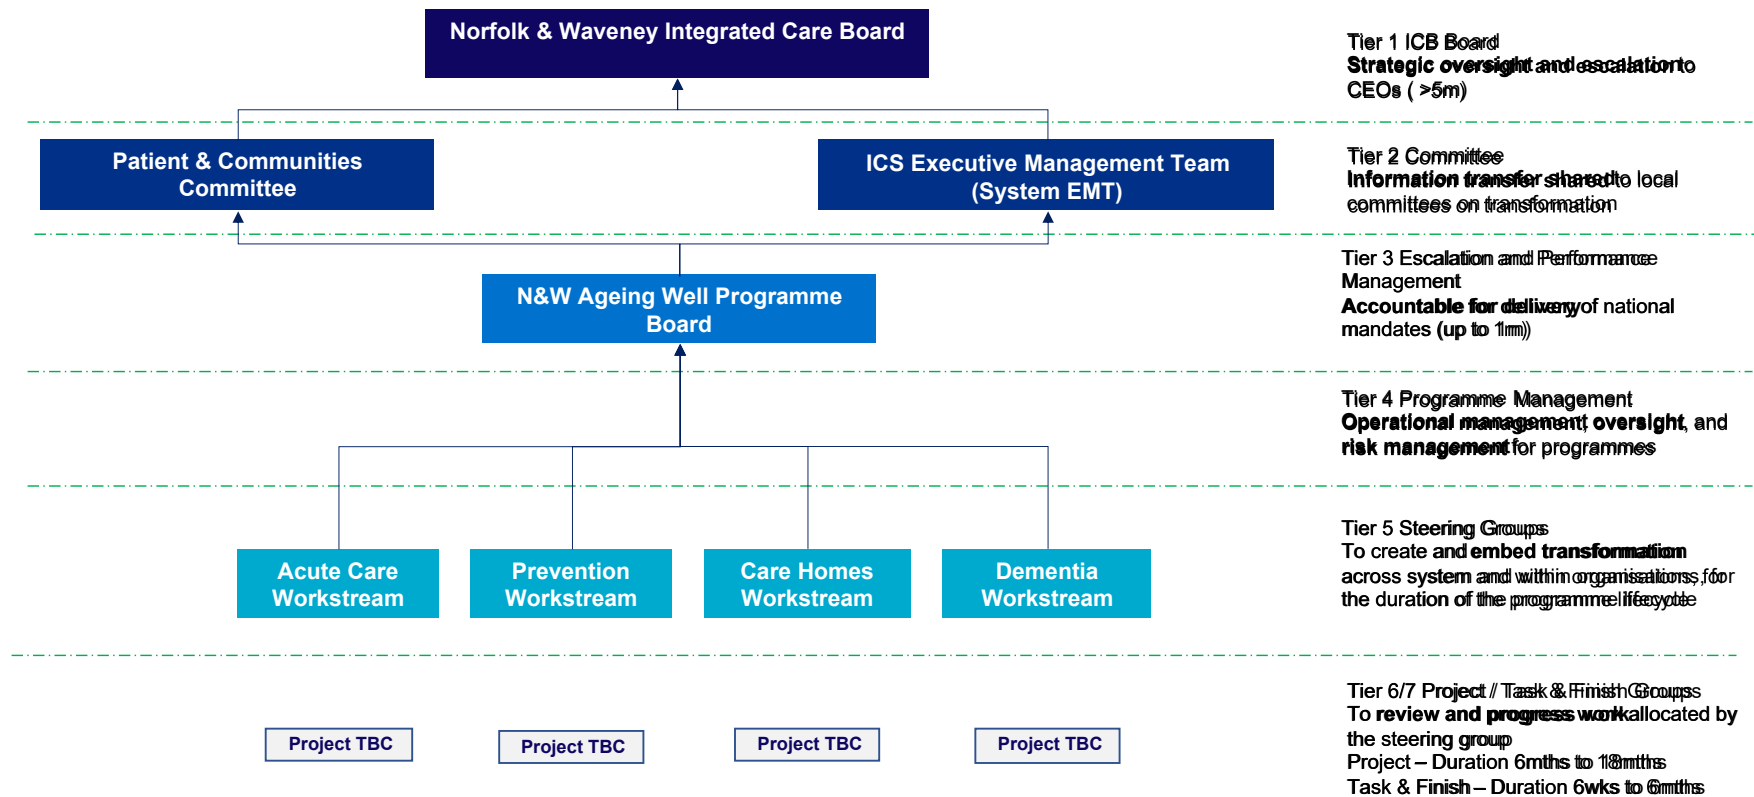 Norfolk & Waveney Integrated Care Board
Tier 1 ICB Board
Strategic oversight and escalation to
CEOs ( >5m)
Patient & Communities
Committee
ICS Executive Management Team
(System EMT)
Tier 2 Committee
Information transfer shared to local
committees on transformation
N&W Ageing Well Programme
Board
Tier 3 Escalation and Performance
Management
Accountable for delivery of national
mandates (up to 1m)
Tier 4 Programme Management
Operational management, oversight, and
risk management for programmes
Acute Care
Workstream
Prevention
Workstream
Care Homes
Workstream
Dementia
Workstream
Tier 5 Steering Groups
To create and embed transformation
across system and within organisations, for
the duration of the programme lifecycle
Project TBC
Project TBC
Project TBC
Project TBC
Tier 6/7 Project / Task & Finish Groups
To review and progress work allocated by
the steering group
Project – Duration 6mths to 18mths
Task & Finish – Duration 6wks to 6mths